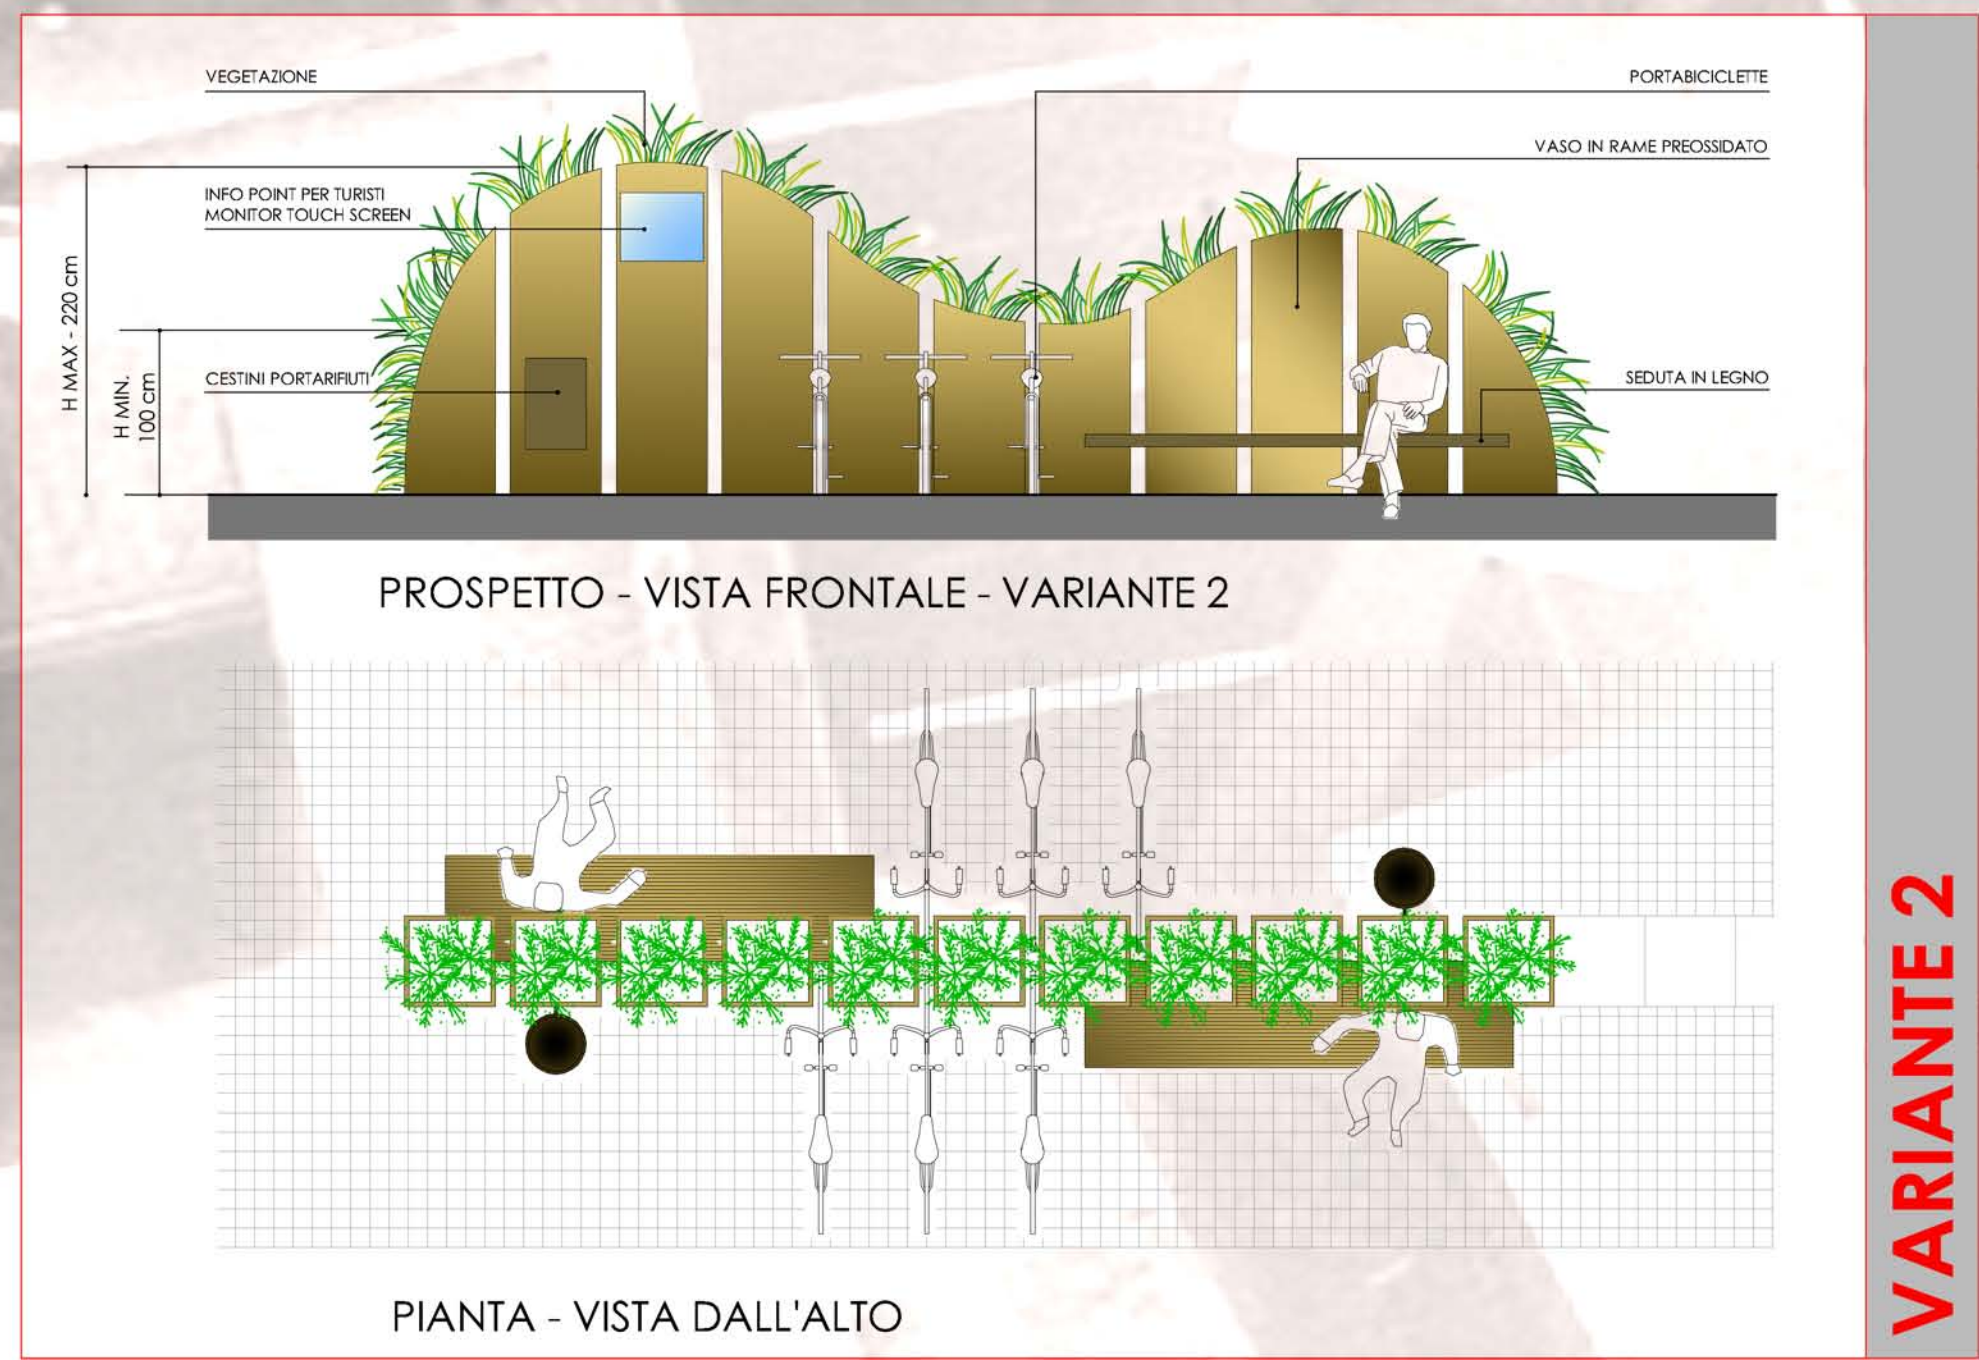 VEGETAZIONE
PORTABICICLETTE
VASO IN RAME PREOSSIDATO
INFO POINT PER TURISTI
MONITOR TOUCH SCREEN
H MAX - 220 cm
H MIN.
100 cm
CESTINI PORTARIFIUTI
SEDUTA IN LEGNO
PROSPETTO - VISTA FRONTALE - VARIANTE 2
PIANTA - VISTA DALL'ALTO
VARIANTE 2